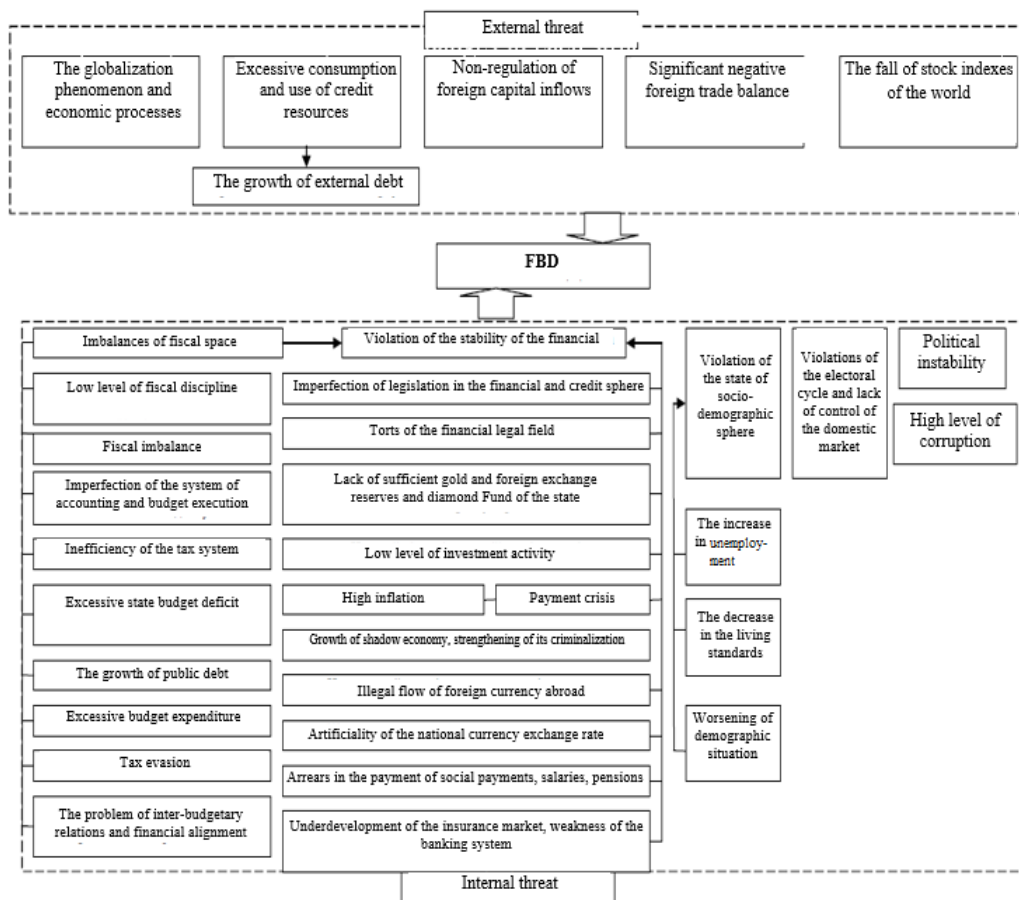 External threat
The globalization
phenomenon and
economic processes
Excessive consumption
and use of credit
resources
Non-regulation of
foreign capital inflows
Significant negative
foreign trade balance
The fall of stock indexes
of the world
The growth of external debt
FBD
Imbalances of fiscal space
Low level of fiscal discipline
Fiscal imbalance
Imperfection of the system of
accounting and budget execution
Inefficiency of the tax system
Excessive state budget deficit
The growth of public debt
Excessive budget expenditure
Tax evasion
The problem of inter-budgetary
relations and financial alignment
Violation of the stability of the financial
Imperfection of legislation in the financial and credit sphere
Torts of the financial legal field
Lack of sufficient gold and foreign exchange
reserves and diamond Fund of the state
Low level of investment activity
High inflation
Payment crisis
Growth of shadow economy, strengthening of its criminalization
Illegal flow of foreign currency abroad
Artificiality of the national currency exchange rate
Arrears in the payment of social payments, salaries, pensions
Underdevelopment of the insurance market, weakness of the
banking system
Violation of
the state of
socio-
demographic
sphere
The increase
in unemploy-
ment
The decrease
in the living
standards
Worsening of
demographic
situation
Violations of
the electoral
cycle and lack
of control of
the domestic
market
Political
instability
High level of
corruption
Internal threat